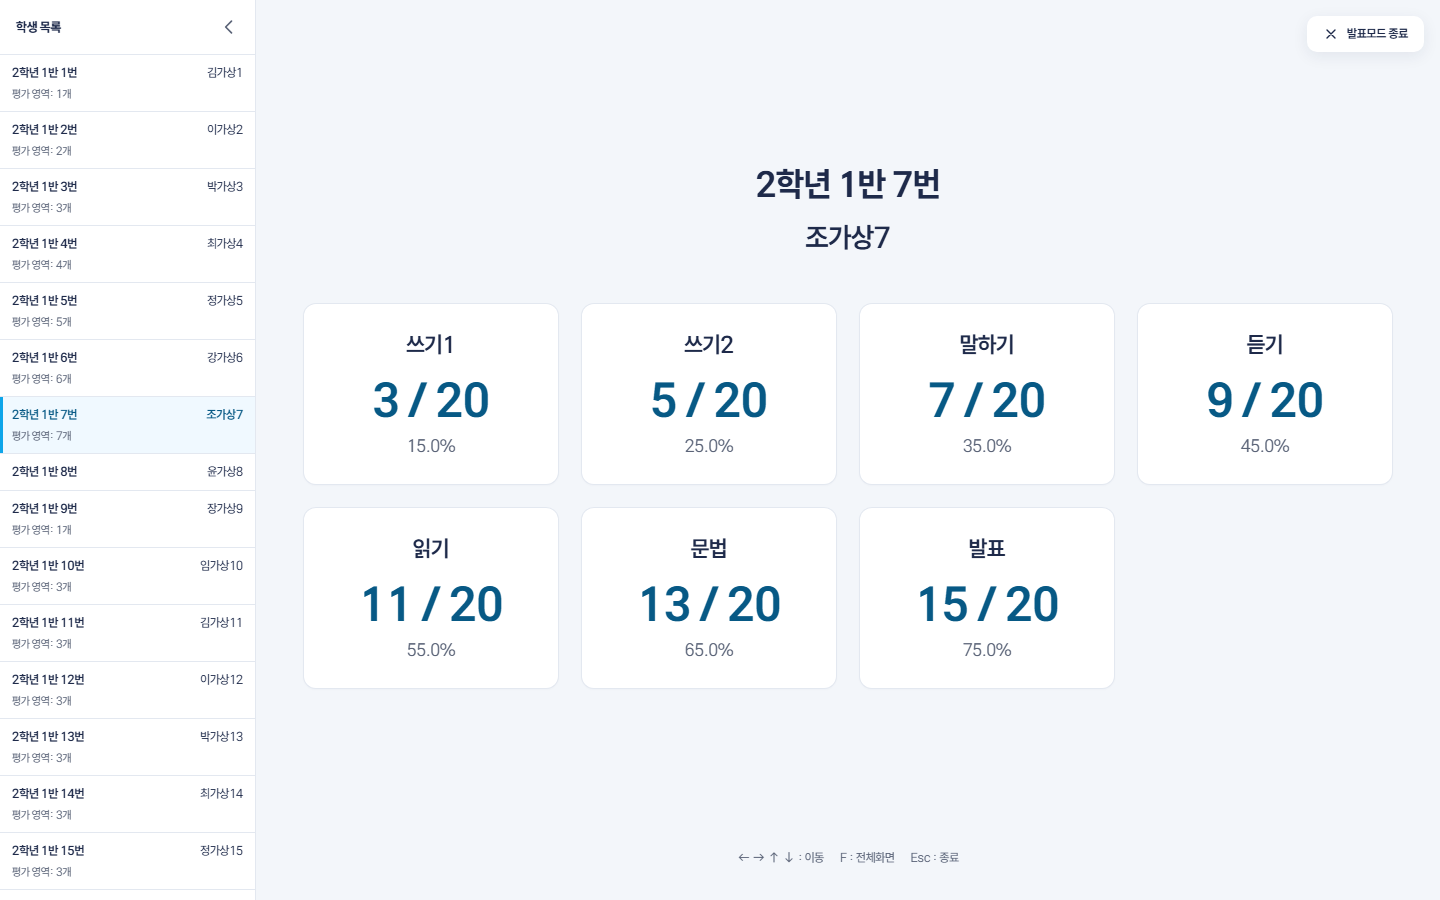 학생 목록
2학년 1반 1번 김가상1
평가 영역: 1개
2학년 1반 2번 이가상2
평가 영역: 2개
2학년 1반 3번 박가상3
평가 영역: 3개
2학년 1반 4번 최가상4
평가 영역: 4개
2학년 1반 5번 정가상5
평가 영역: 5개
2학년 1반 6번 강가상6
평가 영역: 6개
2학년 1반 7번 조가상7
평가 영역: 7개
2학년 1반 8번 윤가상8
2학년 1반 9번 장가상9
평가 영역: 1개
2학년 1반 10번 임가상10
평가 영역: 3개
2학년 1반 11번 김가상11
평가 영역: 3개
2학년 1반 12번 이가상12
평가 영역: 3개
2학년 1반 13번 박가상13
평가 영역: 3개
2학년 1반 14번 최가상14
평가 영역: 3개
2학년 1반 15번 정가상15
평가 영역: 3개
발표모드 종료
2학년 1반 7번
조가상7
쓰기1
3 / 20
15.0%
쓰기2
5 / 20
25.0%
말하기
7 / 20
35.0%
듣기
9 / 20
45.0%
읽기
11 / 20
55.0%
문법
13 / 20
65.0%
발표
15 / 20
75.0%
← → ↑ ↓ : 이동 F : 전체화면 Esc : 종료